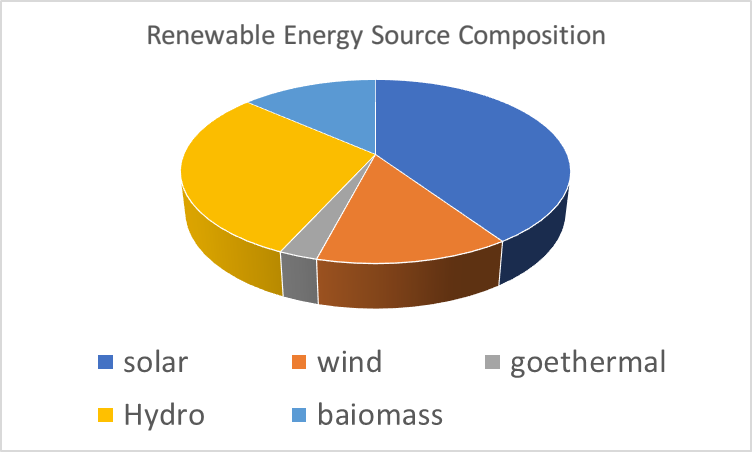 Renewable Energy Source Composition
solar wind goethermal
Hydro baiomass